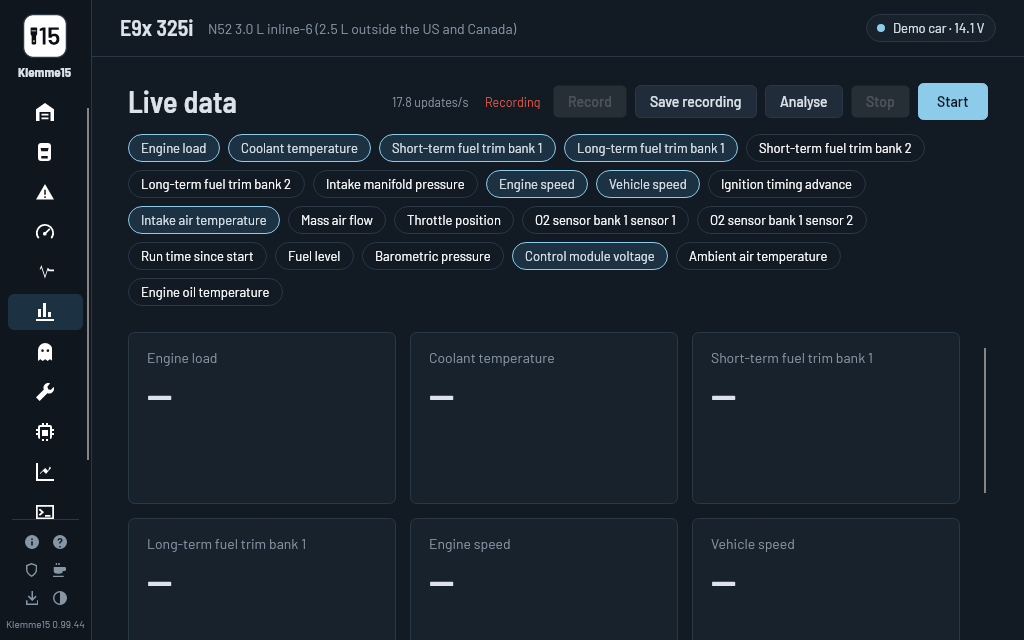 15
Klemme15
E9x 325i N52 3.0 L inline-6 (2.5 L outside the US and Canada)
Demo car · 14.1 V
Live data
17.8 updates/s Recording Record Save recording Analyse Stop Start
Engine load Coolant temperature Short-term fuel trim bank 1 Long-term fuel trim bank 1 Short-term fuel trim bank 2
Long-term fuel trim bank 2 Intake manifold pressure Engine speed Vehicle speed Ignition timing advance
Intake air temperature Mass air flow Throttle position O2 sensor bank 1 sensor 1 O2 sensor bank 1 sensor 2
Run time since start Fuel level Barometric pressure Control module voltage Ambient air temperature
Engine oil temperature
Engine load Coolant temperature Short-term fuel trim bank 1
— — —
Long-term fuel trim bank 1 Engine speed Vehicle speed
— — —
Klemme15 0.99.44